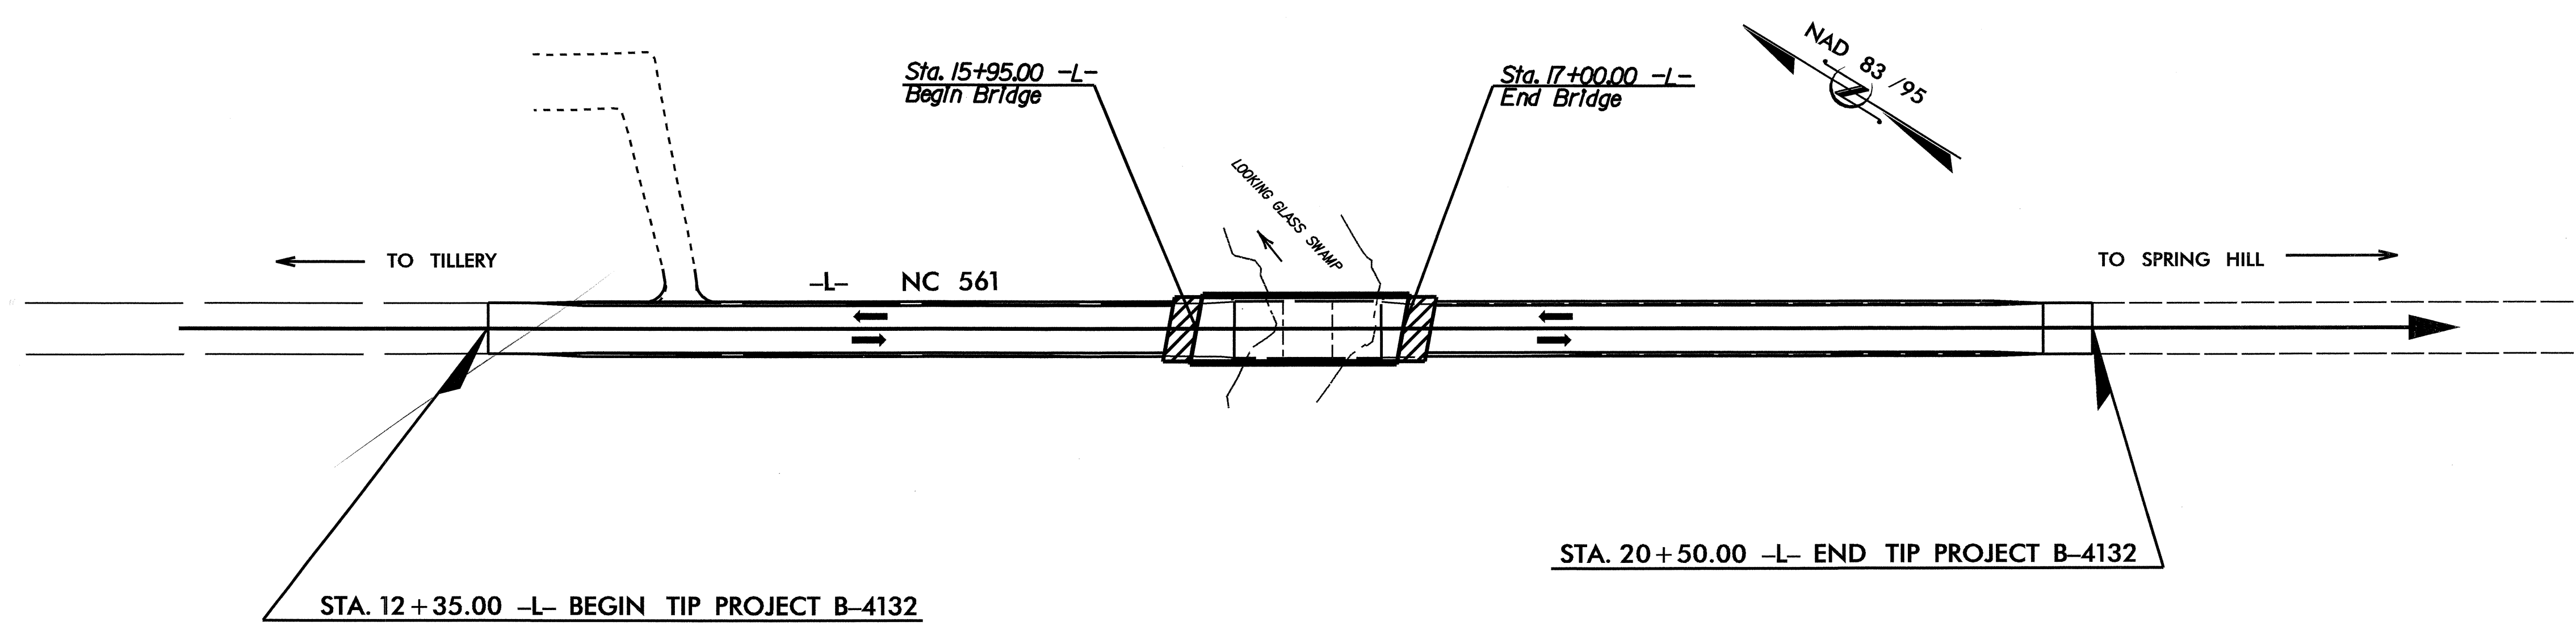 NAD 83 /95
Sta. 15+95.00 -L-
Begin Bridge
Sta. 17+00.00 -L-
End Bridge
LOOKING GLASS SWAMP
TO TILLERY
-L- NC 561
TO SPRING HILL
STA. 20+50.00 -L- END TIP PROJECT B-4132
STA. 12+35.00 -L- BEGIN TIP PROJECT B-4132